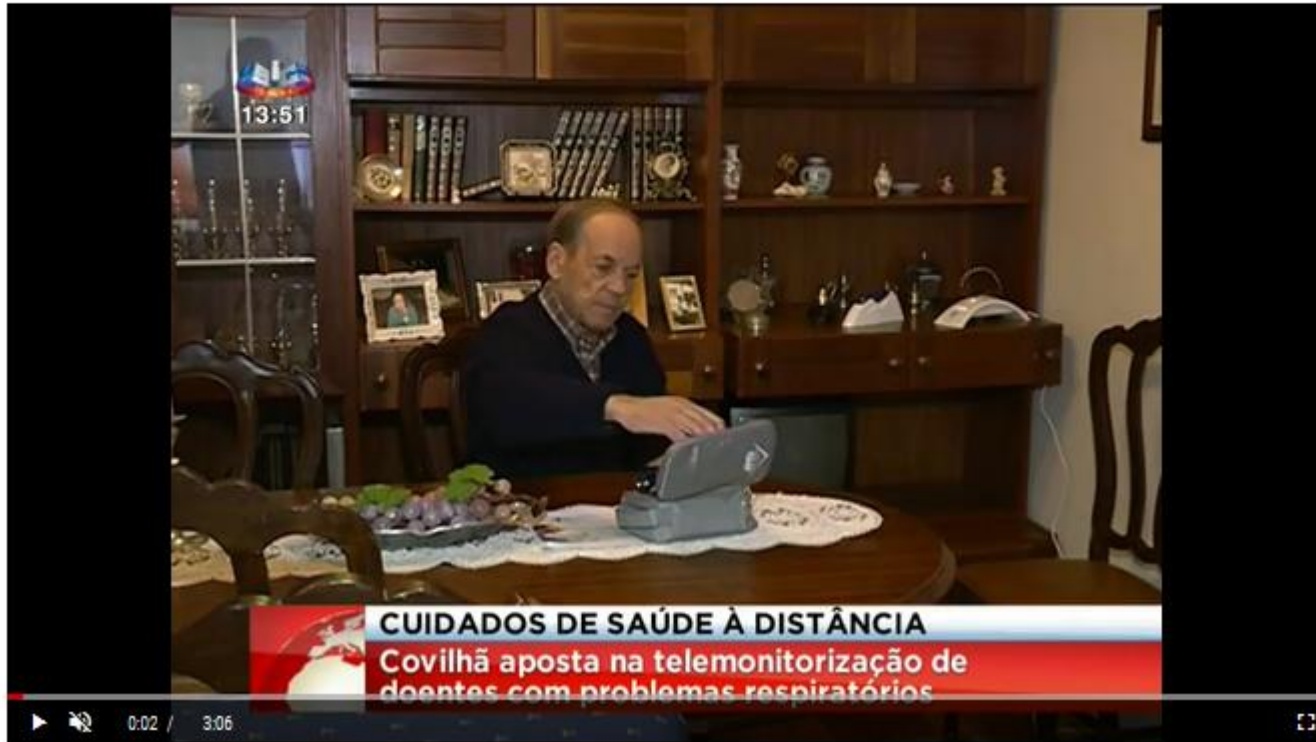 13:51
CUIDADOS DE SAÚDE À DISTÂNCIA
Covilhã aposta na telemonitorização de
doentes com problemas respiratórios
0:02 / 3:06